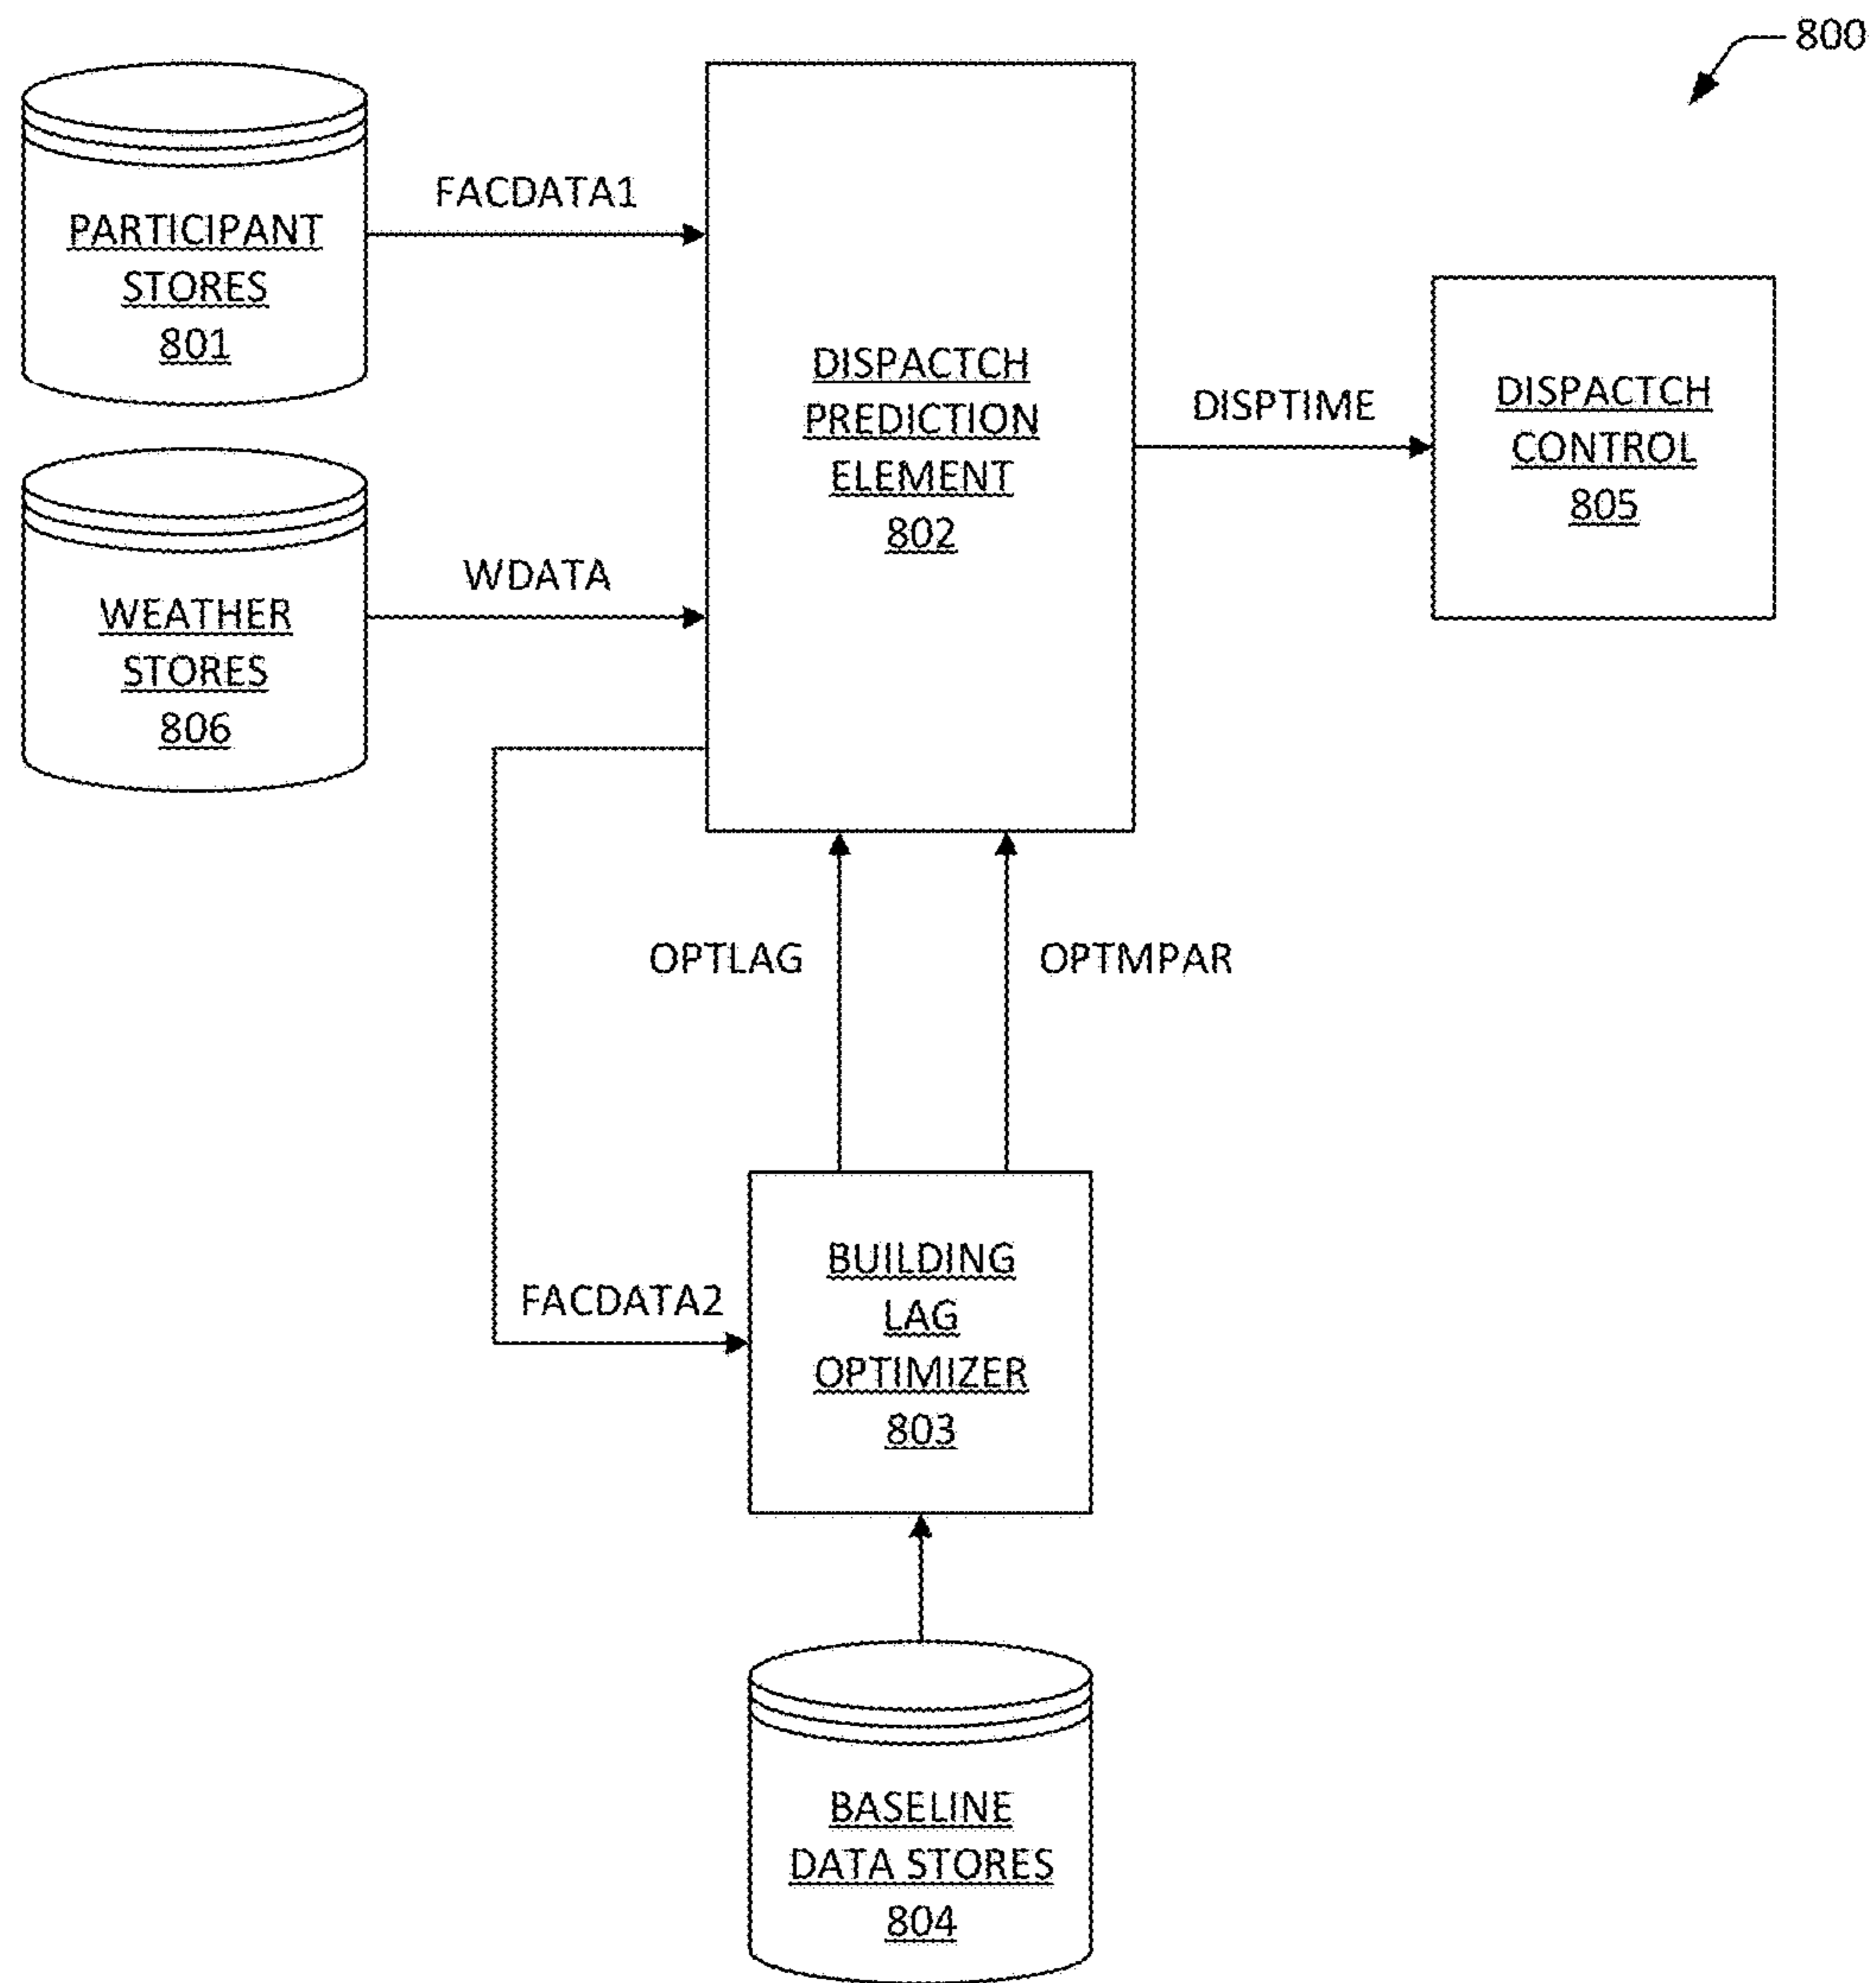 800
PARTICIPANT
STORES
801
FACDATA1
WEATHER
STORES
806
WDATA
DISPACTCH
PREDICTION
ELEMENT
802
DISPTIME
DISPACTCH
CONTROL
805
OPTLAG
OPTMPAR
FACDATA2
BUILDING
LAG
OPTIMIZER
803
BASELINE
DATA STORES
804